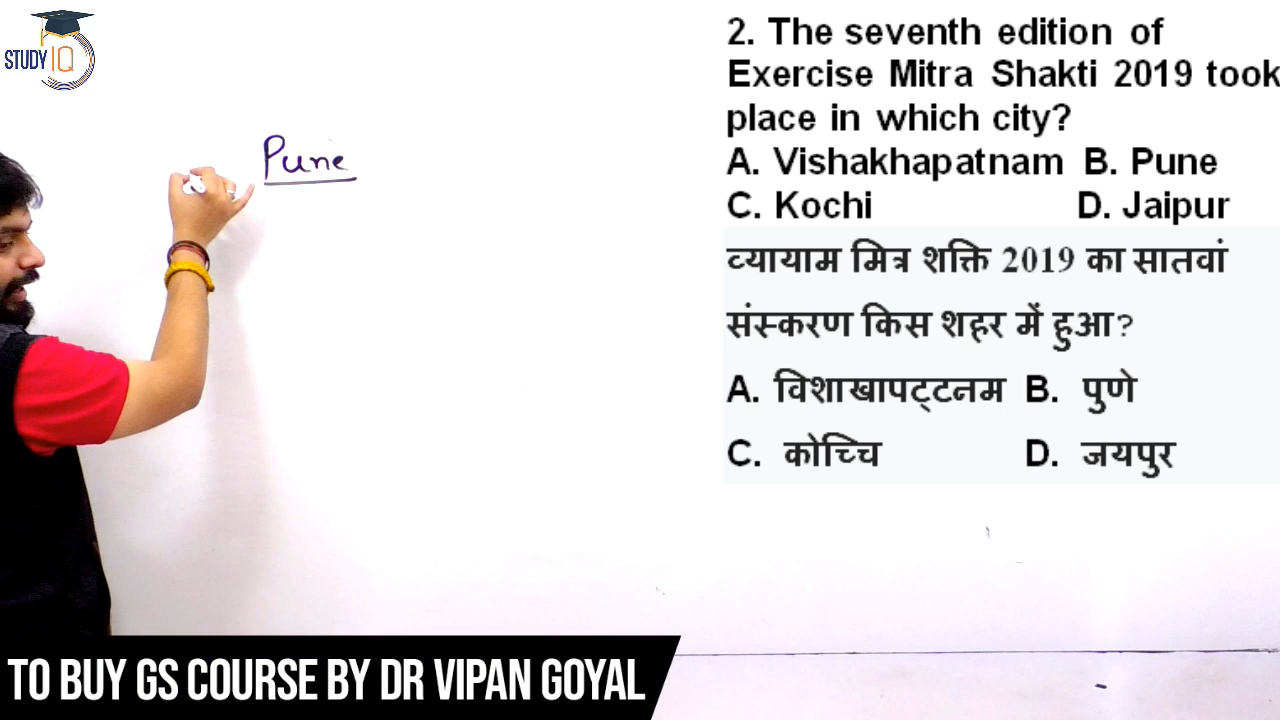 STUDY IQ
Pune
2. The seventh edition of
Exercise Mitra Shakti 2019 took
place in which city?
A. Vishakhapatnam B. Pune
C. Kochi D. Jaipur
व्यायाम मित्र शक्ति 2019 का सातवां
संस्करण किस शहर में हुआ?
A. विशाखापट्टनम B. पुणे
C. कोच्चि D. जयपुर
TO BUY GS COURSE BY DR VIPAN GOYAL